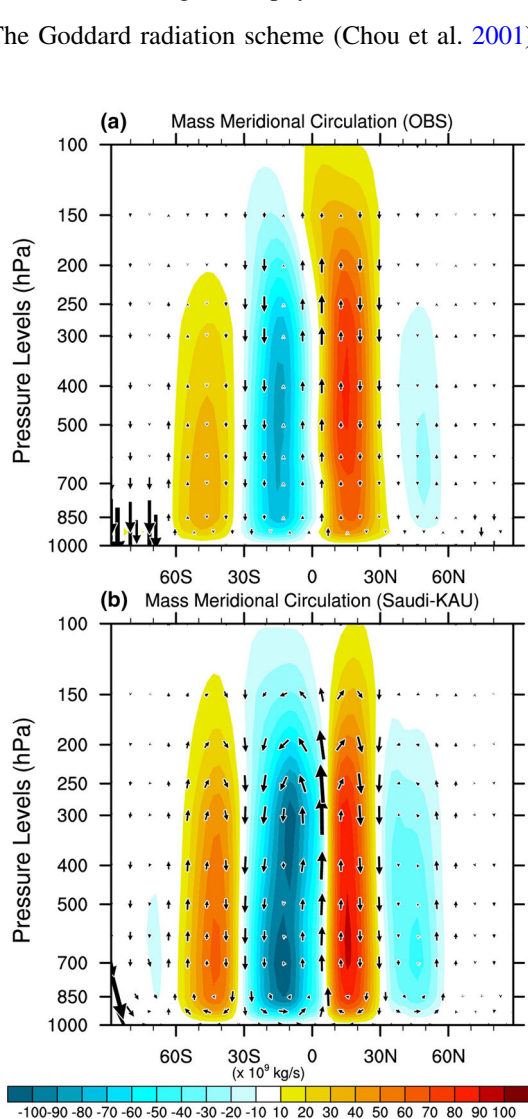 The Goddard radiation scheme (Chou et al. 2001)
(a) Mass Meridional Circulation (OBS)
Pressure Levels (hPa)
100
150
200
250
300
400
500
700
850
1000
60S 30S 0 30N 60N
(b) Mass Meridional Circulation (Saudi-KAU)
Pressure Levels (hPa)
100
150
200
250
300
400
500
700
850
1000
60S 30S 0 30N 60N
(x 10⁹ kg/s)
-100 -90 -80 -70 -60 -50 -40 -30 -20 -10 10 20 30 40 50 60 70 80 90 100